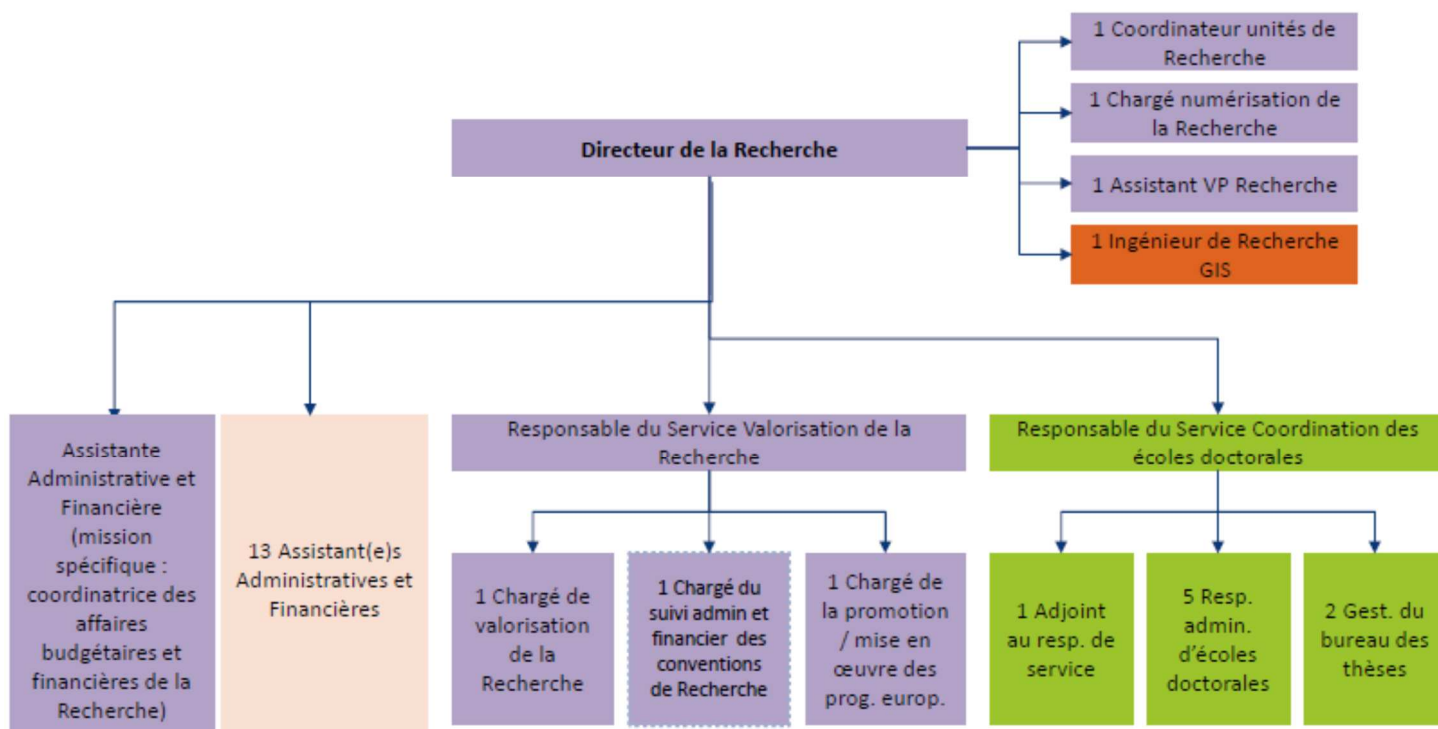 1 Coordinateur unités de
Recherche
1 Chargé numérisation de
la Recherche
Directeur de la Recherche
1 Assistant VP Recherche
1 Ingénieur de Recherche
GIS
Assistante
Administrative et
Financière
(mission
spécifique :
coordinatrice des
affaires
budgétaires et
financières de la
Recherche)
13 Assistant(e)s
Administratives et
Financières
Responsable du Service Valorisation de la
Recherche
1 Chargé de
valorisation
de la
Recherche
1 Chargé du
suivi admin et
financier des
conventions
de Recherche
1 Chargé de
la promotion
/ mise en
œuvre des
prog. europ.
Responsable du Service Coordination des
écoles doctorales
1 Adjoint
au resp. de
service
5 Resp.
admin.
d’écoles
doctorales
2 Gest. du
bureau des
thèses